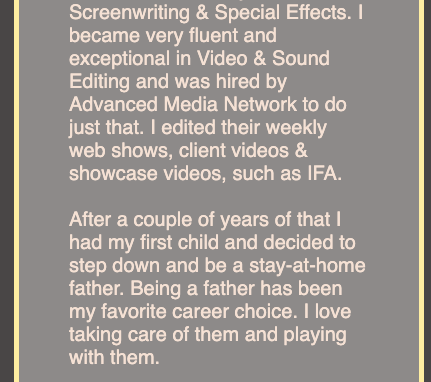 Screenwriting & Special Effects. I
became very fluent and
exceptional in Video & Sound
Editing and was hired by
Advanced Media Network to do
just that. I edited their weekly
web shows, client videos &
showcase videos, such as IFA.
After a couple of years of that I
had my first child and decided to
step down and be a stay-at-home
father. Being a father has been
my favorite career choice. I love
taking care of them and playing
with them.